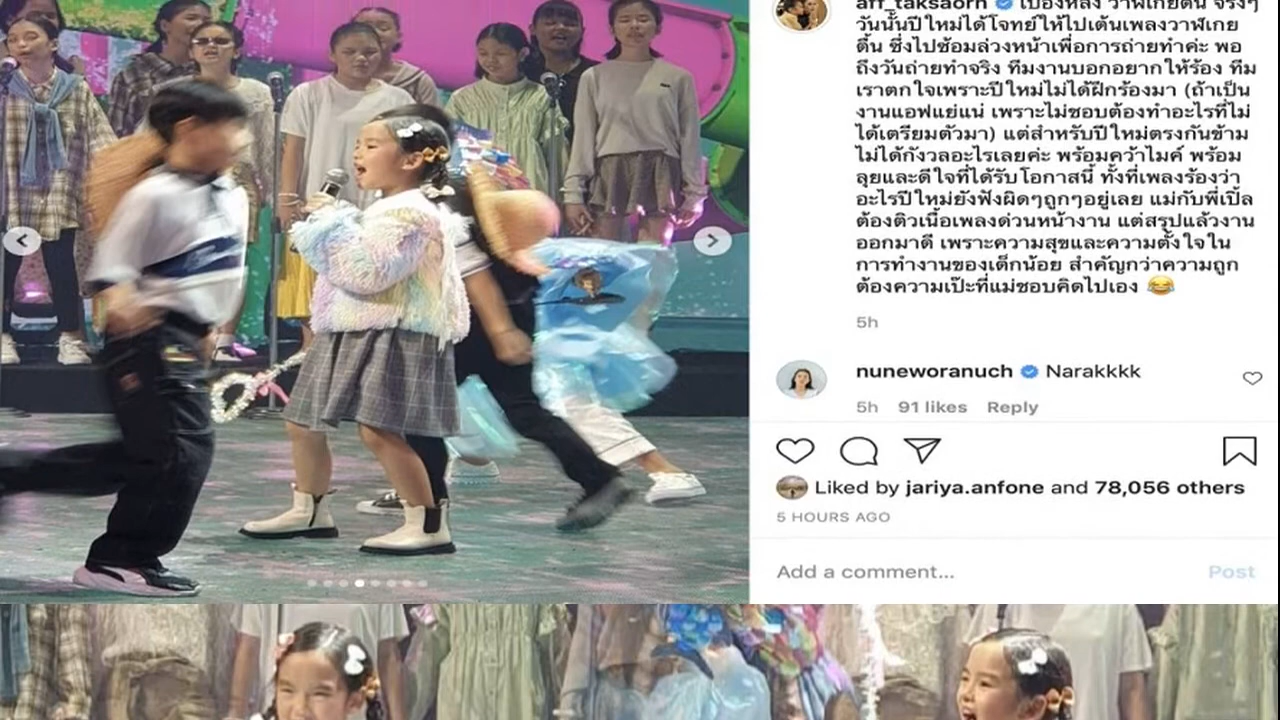 aff_taksaorn เบื้องหลัง วาฬเกยตื้น จริงๆ
วันนั้นปีใหม่ได้โจทย์ให้ไปเต้นเพลงวาฬเกย
ตื้น ซึ่งไปซ้อมล่วงหน้าเพื่อการถ่ายทำค่ะ พอ
ถึงวันถ่ายทำจริง ทีมงานบอกอยากให้ร้อง ทีม
เราตกใจเพราะปีใหม่ไม่ได้ฝึกร้องมา (ถ้าเป็น
งานแอฟแย่แน่ เพราะไม่ชอบต้องทำอะไรที่ไม่
ได้เตรียมตัวมา) แต่สำหรับปีใหม่ตรงกันข้าม
ไม่ได้กังวลอะไรเลยค่ะ พร้อมคว้าไมค์ พร้อม
ลุยและดีใจที่ได้รับโอกาสนี้ ทั้งที่เพลงร้องว่า
อะไรปีใหม่ยังฟังผิดๆถูกๆอยู่เลย แม่กับพี่เปิ้ล
ต้องติวเนื้อเพลงด่วนหน้างาน แต่สรุปแล้วงาน
ออกมาดี เพราะความสุขและความตั้งใจใน
การทำงานของเด็กน้อย สำคัญกว่าความถูก
ต้องความเป๊ะที่แม่ชอบคิดไปเอง 😂
5h
nuneworanuch Narakkkk
5h 91 likes Reply
Liked by jariya.anfone and 78,056 others
5 HOURS AGO
Add a comment... Post